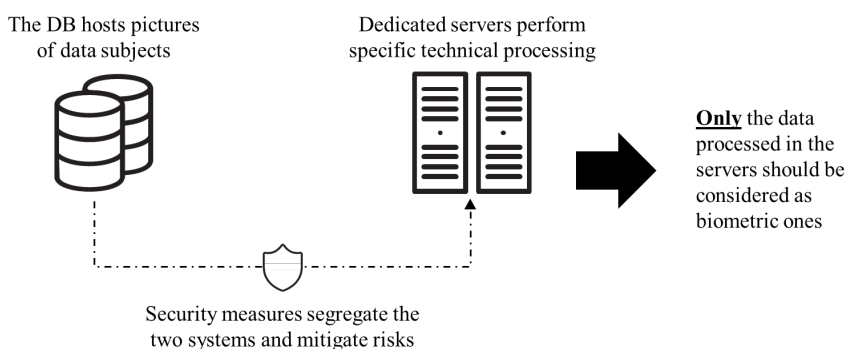 The DB hosts pictures
of data subjects
Dedicated servers perform
specific technical processing
Only the data
processed in the
servers should be
considered as
biometric ones
Security measures segregate the
two systems and mitigate risks